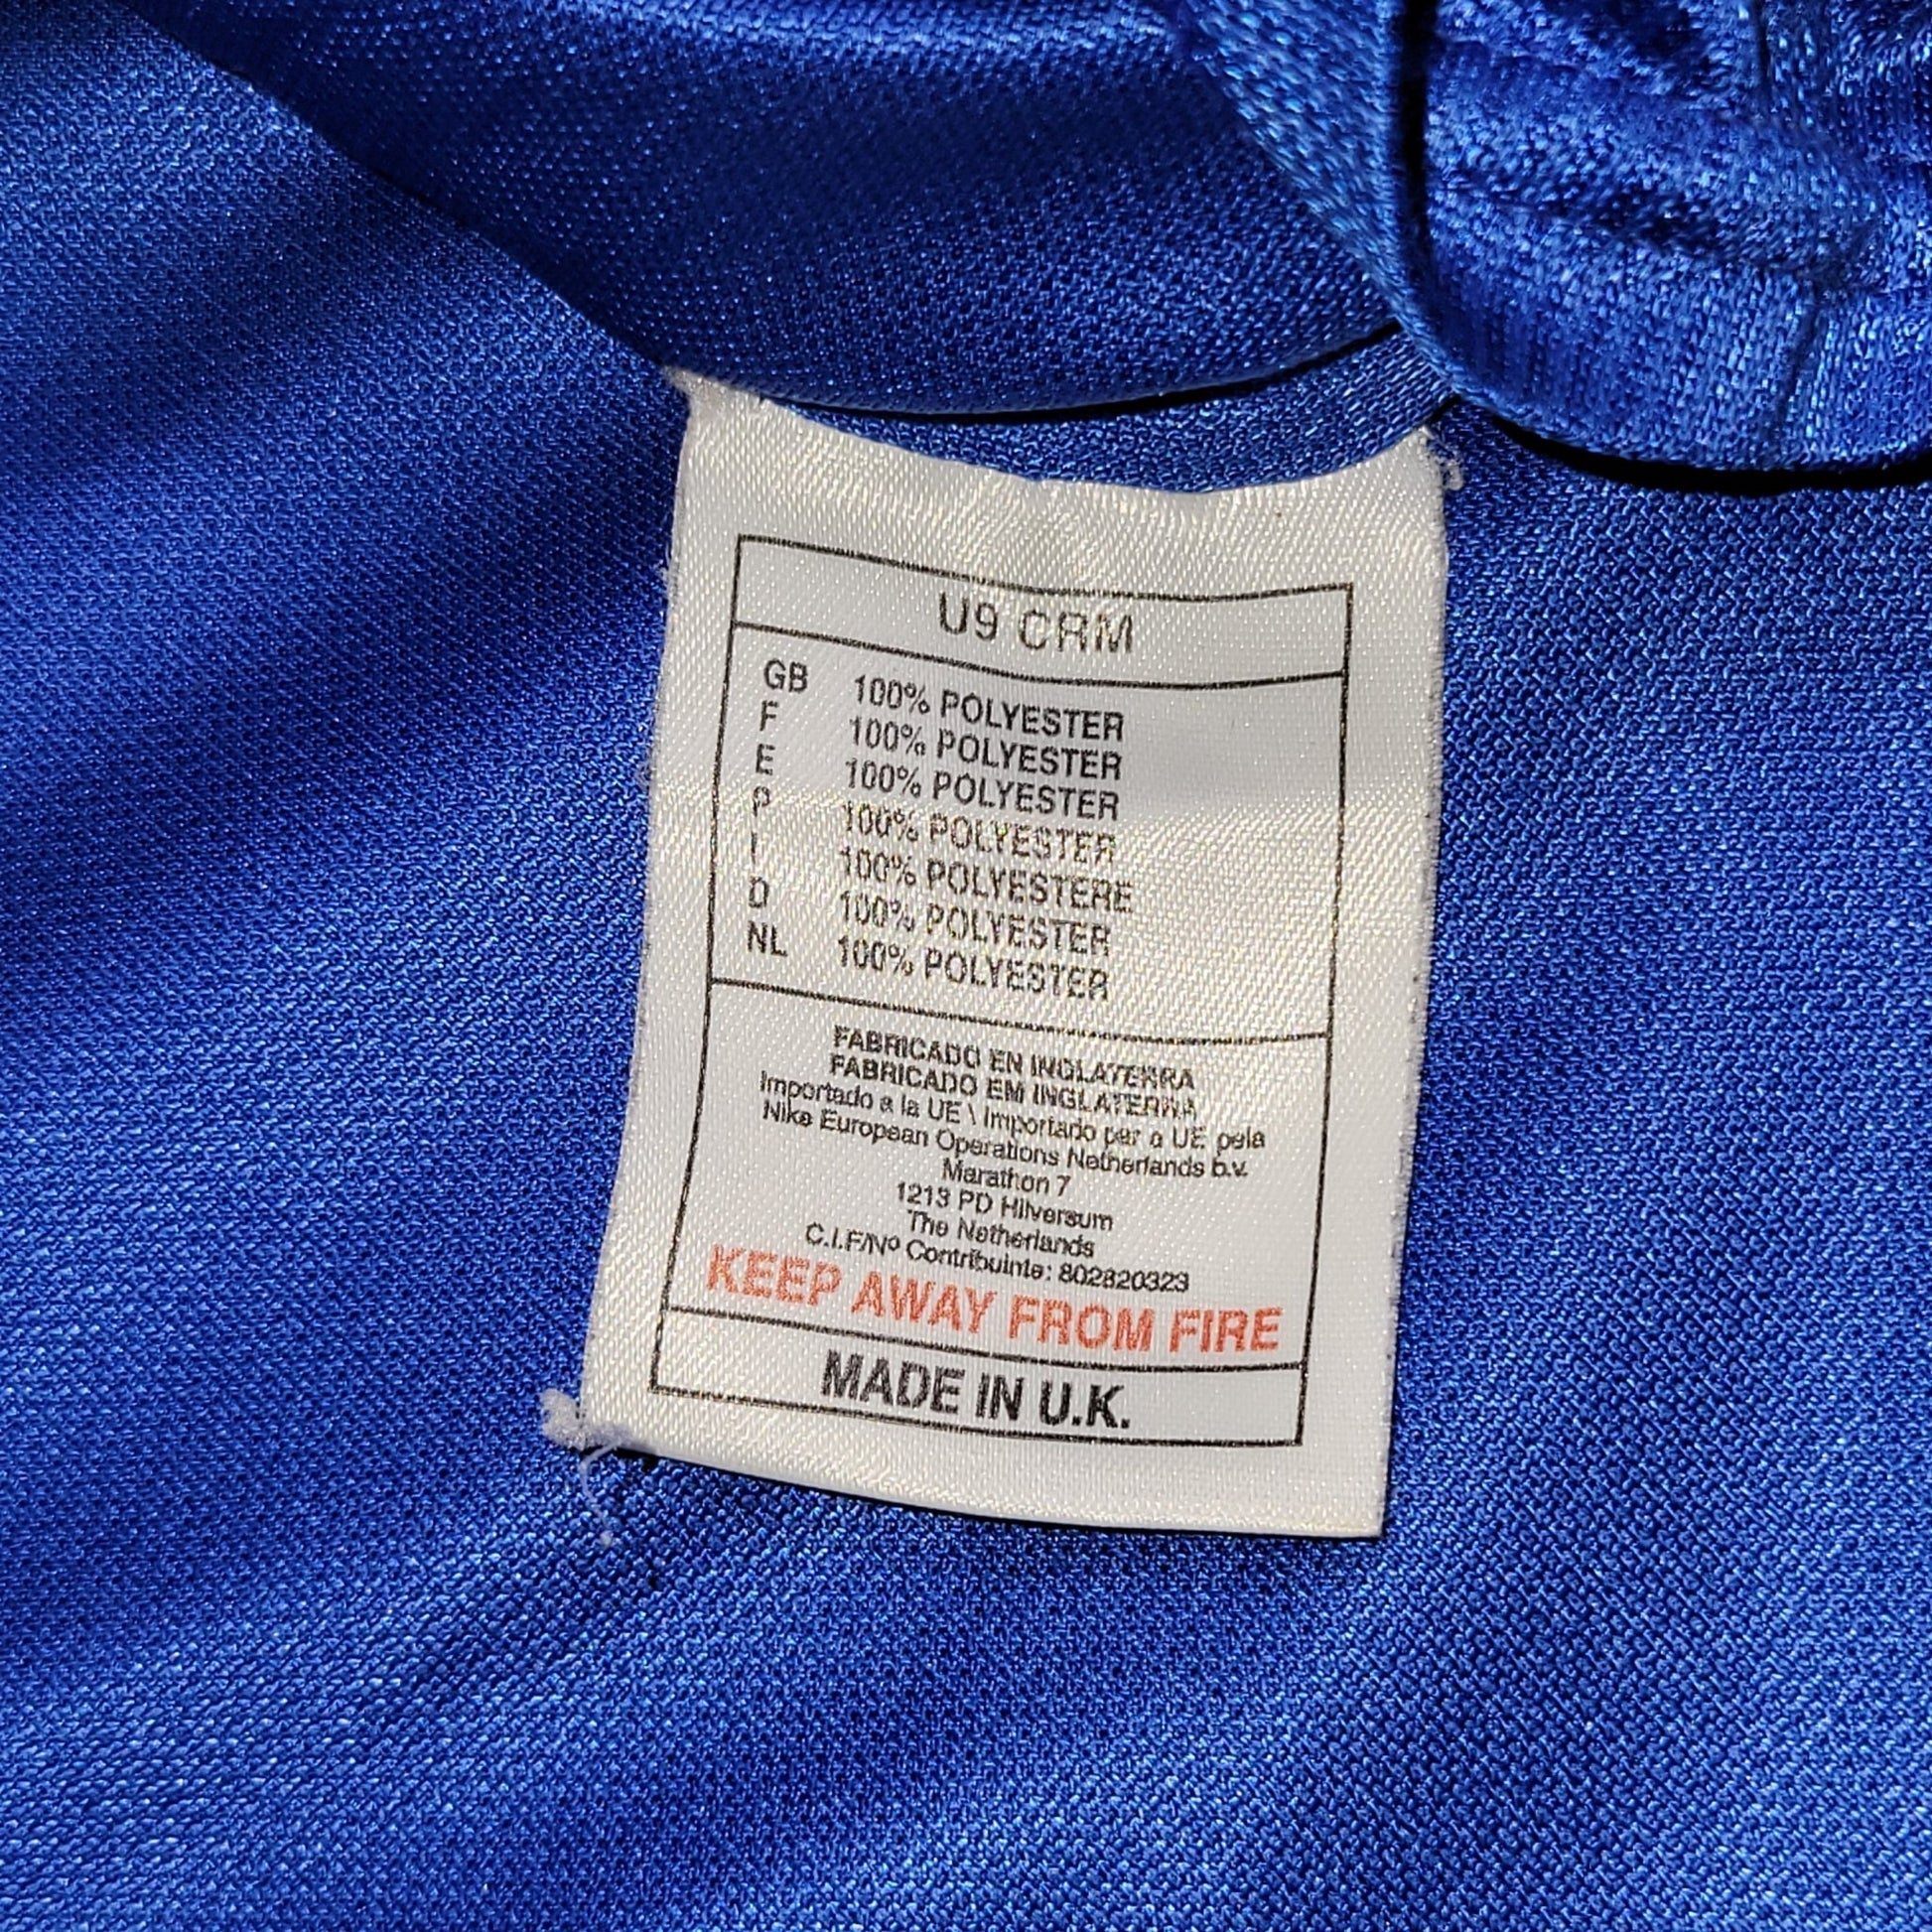 U9 CRM
GB 100% POLYESTER
F 100% POLYESTER
E 100% POLYESTER
P 100% POLYESTER
I 100% POLYESTERE
D 100% POLYESTER
NL 100% POLYESTER
FABRICADO EN INGLATERRA
FABRICADO EM INGLATERRA
Importado a la UE \ Importado par a UE pela
Nike European Operations Netherlands b.v.
Marathon 7
1213 PD Hilversum
The Netherlands
C.I.F/Nº Contribuinte: 802820323
KEEP AWAY FROM FIRE
MADE IN U.K.